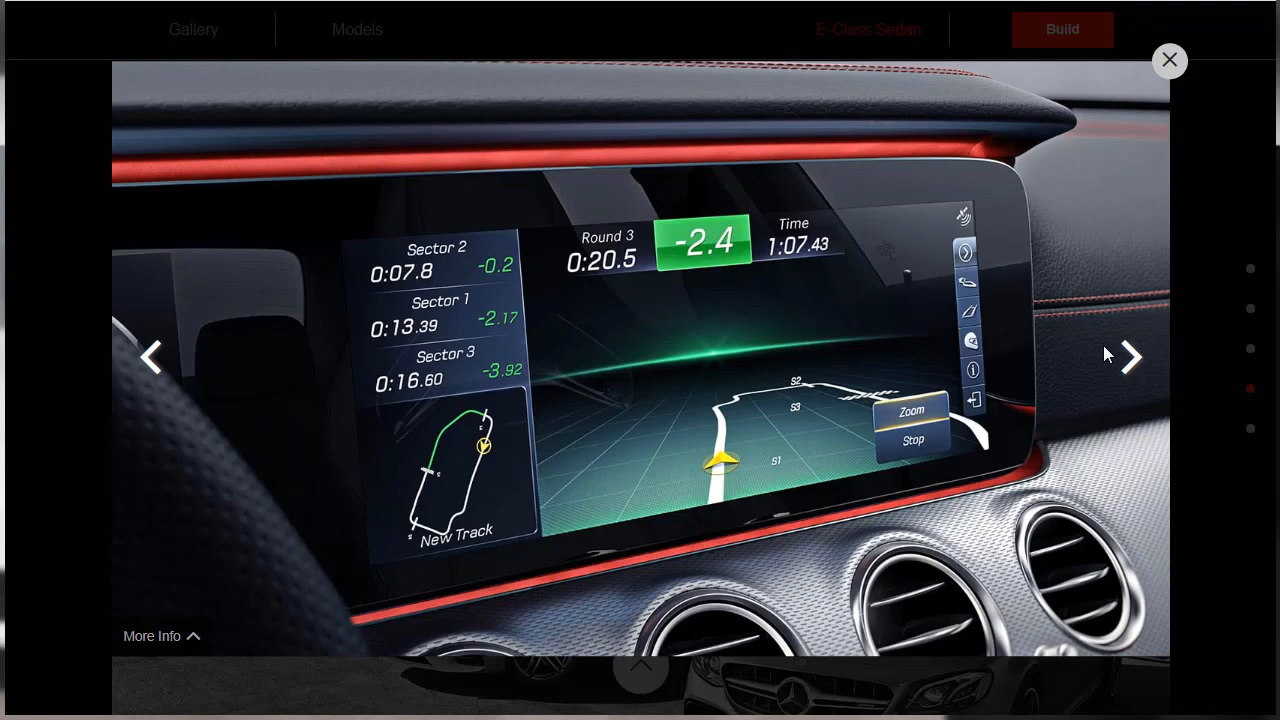 Gallery
Models
E-Class Sedan
Build
Sector 2
0:07.8 -0.2
Sector 1
0:13.39 -2.17
Sector 3
0:16.60 -3.92
New Track
Round 3
0:20.5
-2.4
Time
1:07.43
S2
S3
S1
Zoom
Stop
More Info